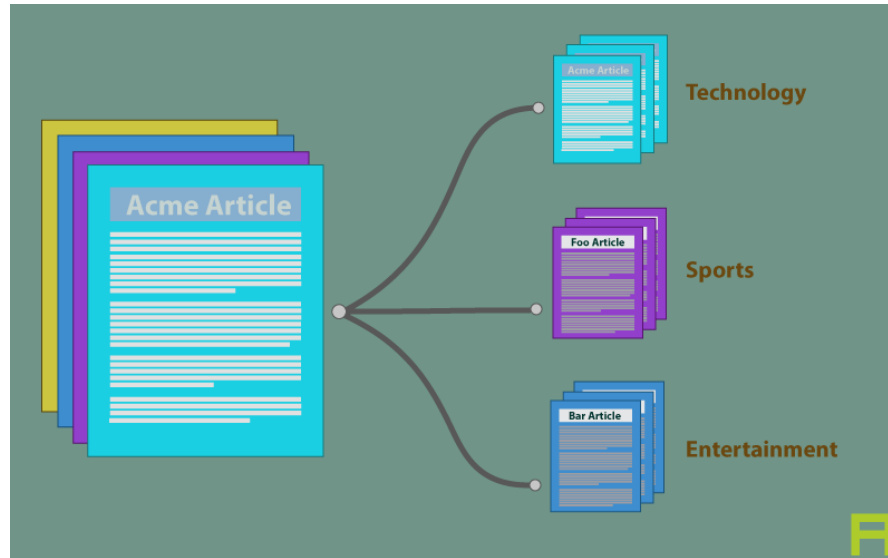 Acme Article
Acme Article
Technology
Foo Article
Sports
Bar Article
Entertainment